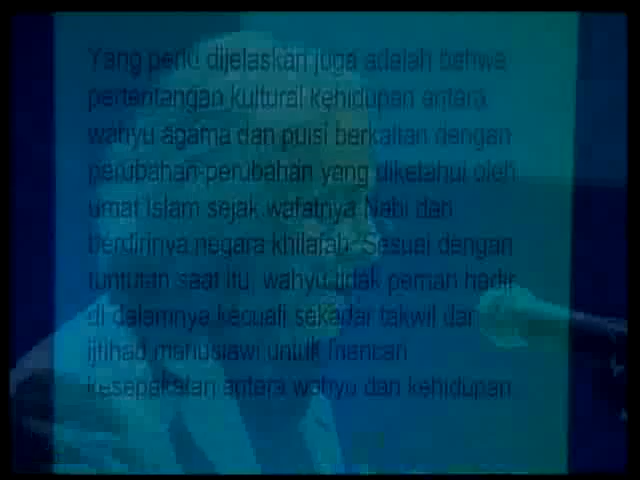 Yang perlu dijelaskan juga adalah bahwa
pertentangan kultural kehidupan antara
wahyu agama dan puisi berkaitan dengan
perubahan-perubahan yang diketahui oleh
umat Islam sejak wafatnya Nabi dan
berdirinya negara khilafah. Sesuai dengan
tuntutan saat itu, wahyu tidak pernah hadir
di dalamnya kecuali sekadar takwil dan
ijtihad manusiawi untuk mencari
kesepakatan antara wahyu dan kehidupan.